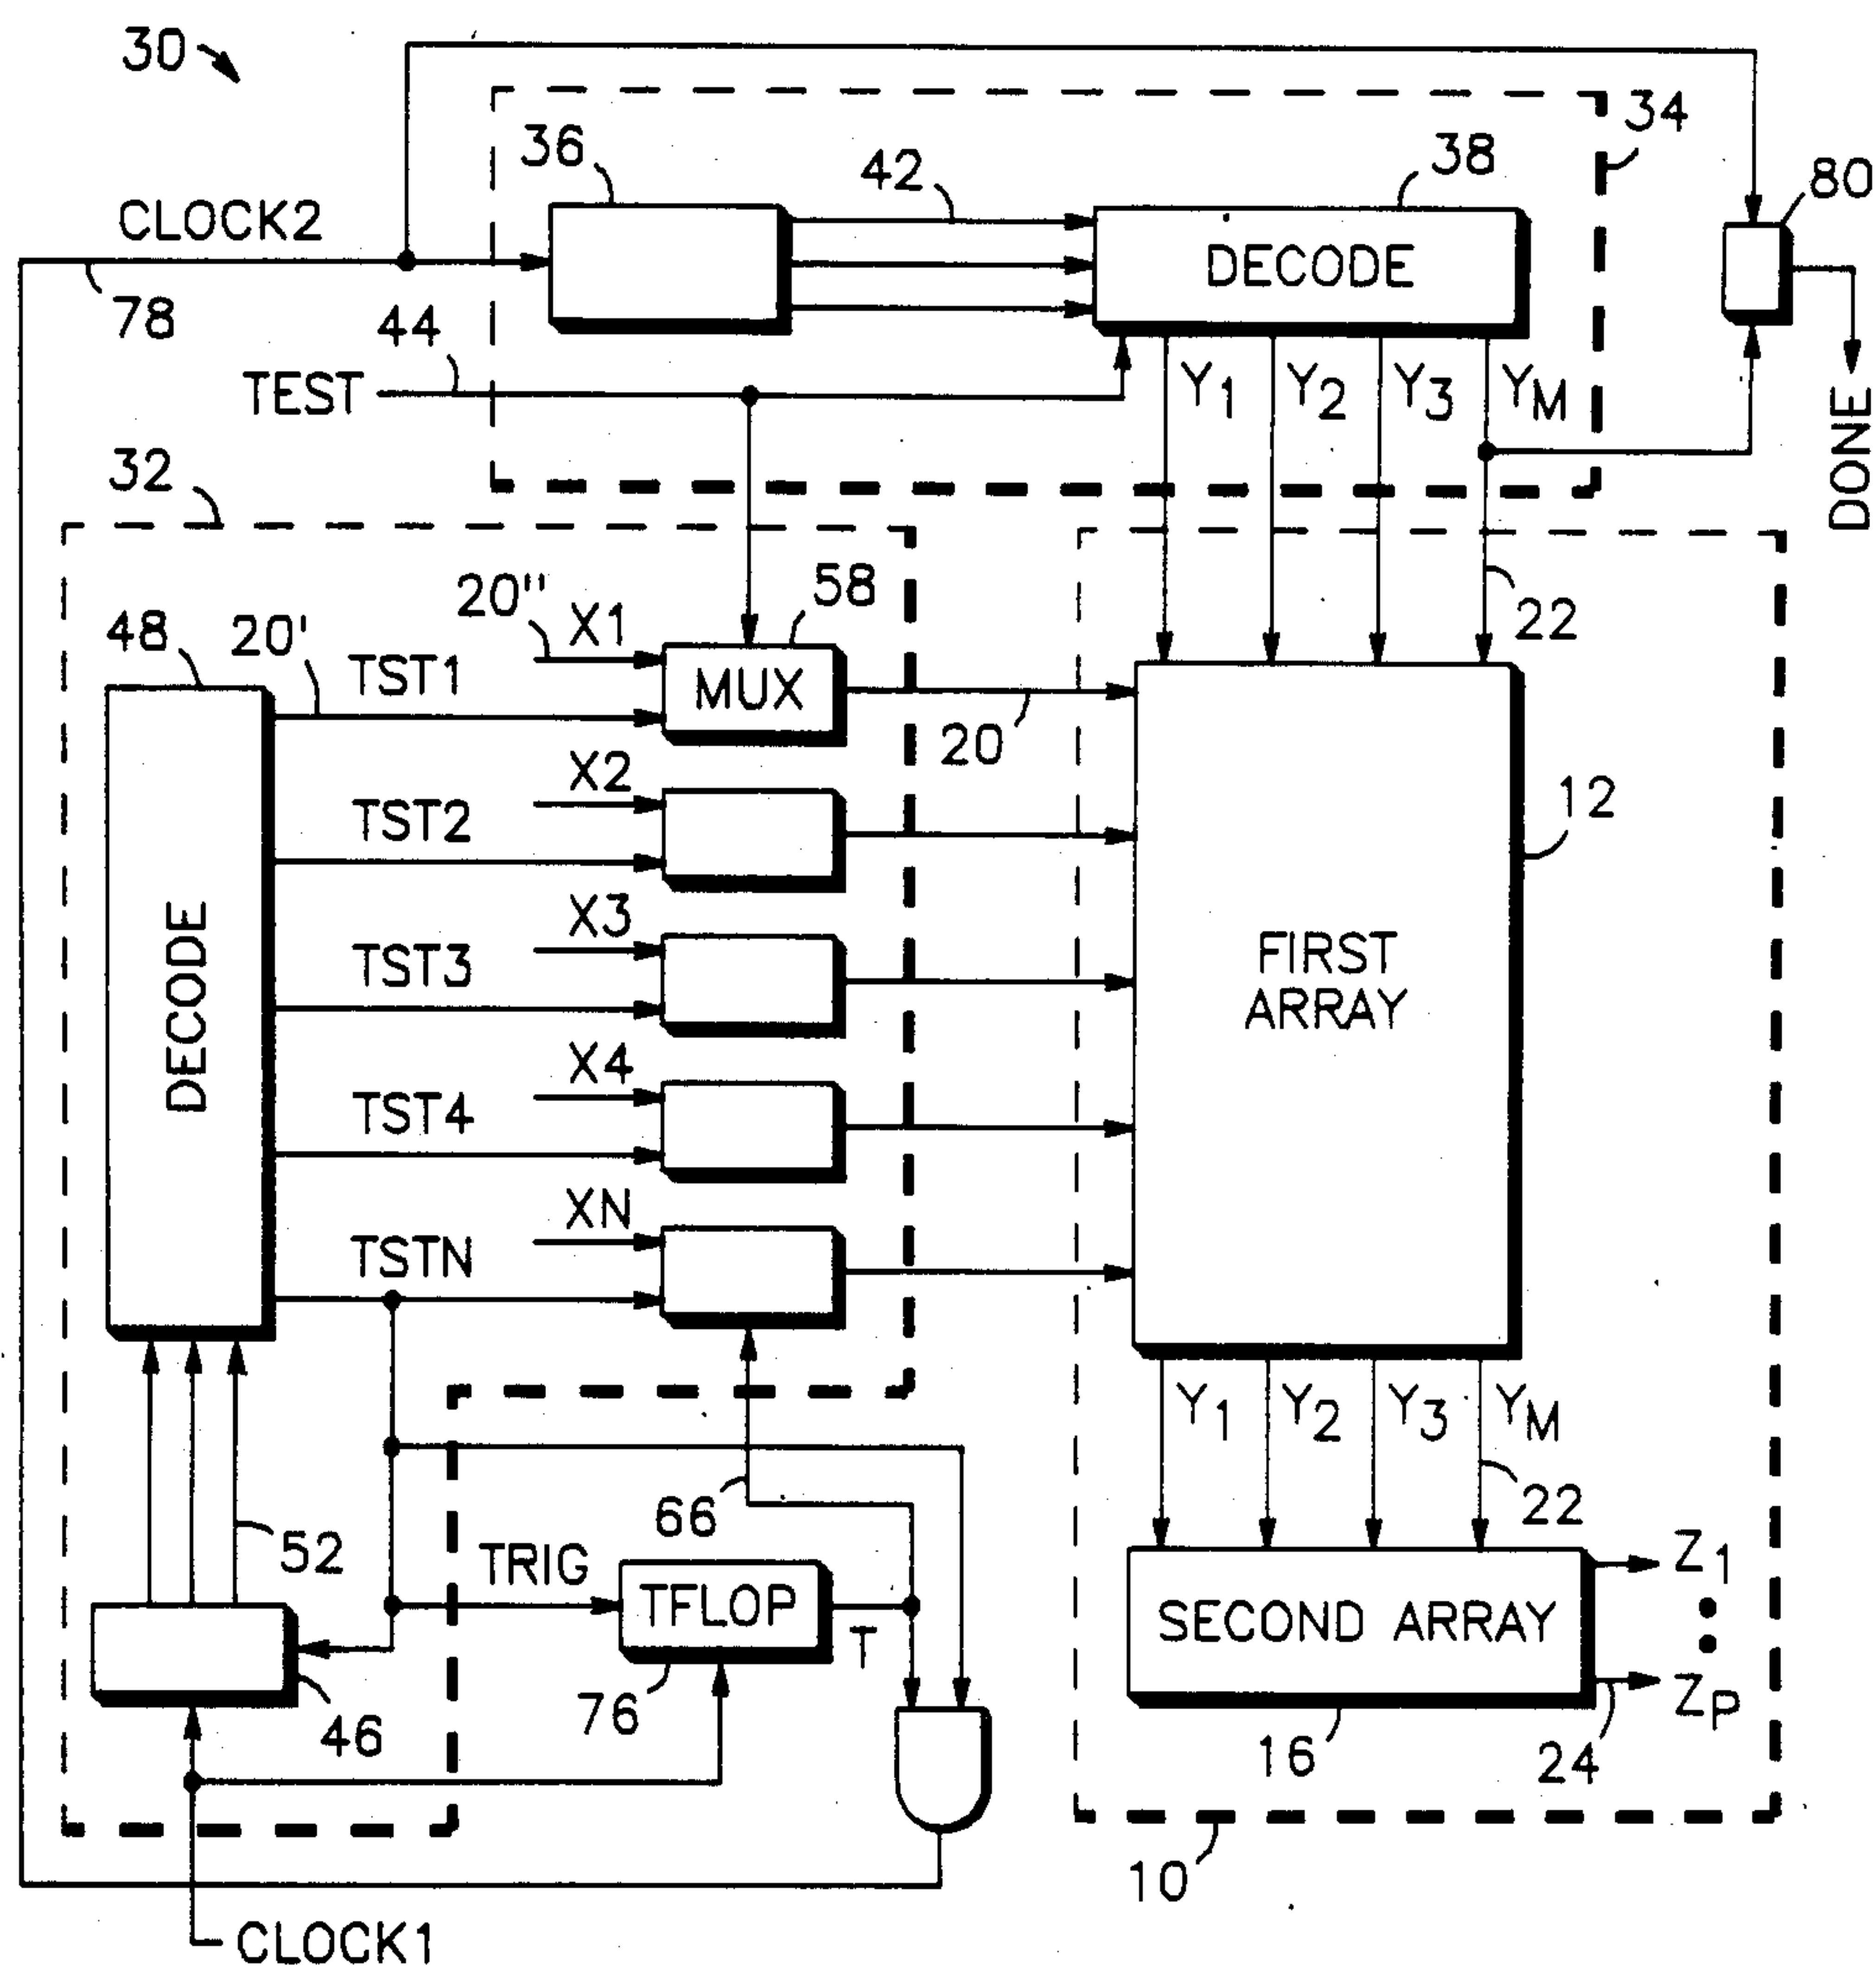 30
34
36
42
38
80
CLOCK2
DECODE
78
44
TEST
Y1 Y2 Y3 YM
DONE
32
20" X1
58
22
48
20'
TST1
MUX
20
X2
TST2
12
X3
TST3
DECODE
FIRST
ARRAY
X4
TST4
XN
TSTN
Y1 Y2 Y3 YM
66
22
52
TRIG
TFLOP
T
Z1
SECOND ARRAY
76
ZP
46
16
24
10
CLOCK1